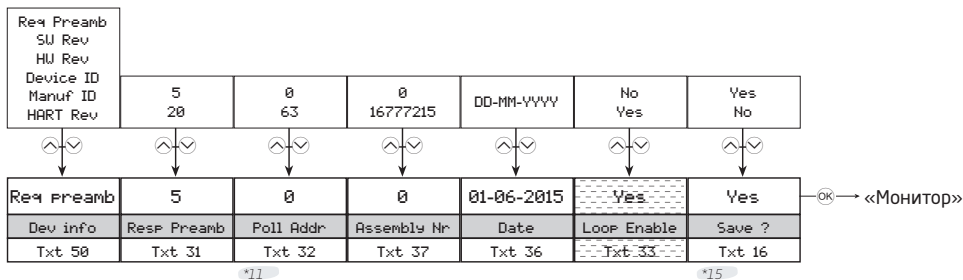 Req Preamb
SW Rev
HW Rev
Device ID
Manuf ID
HART Rev
5
20
0
63
0
16777215
DD-MM-YYYY
No
Yes
Yes
No
Req preamb 5 0 0 01-06-2015 Yes Yes OK «Монитор»
Dev info Resp Preamb Poll Addr Assembly Nr Date Loop Enable Save ?
Txt 50 Txt 31 Txt 32 Txt 37 Txt 36 Txt 33 Txt 16
*11 *15